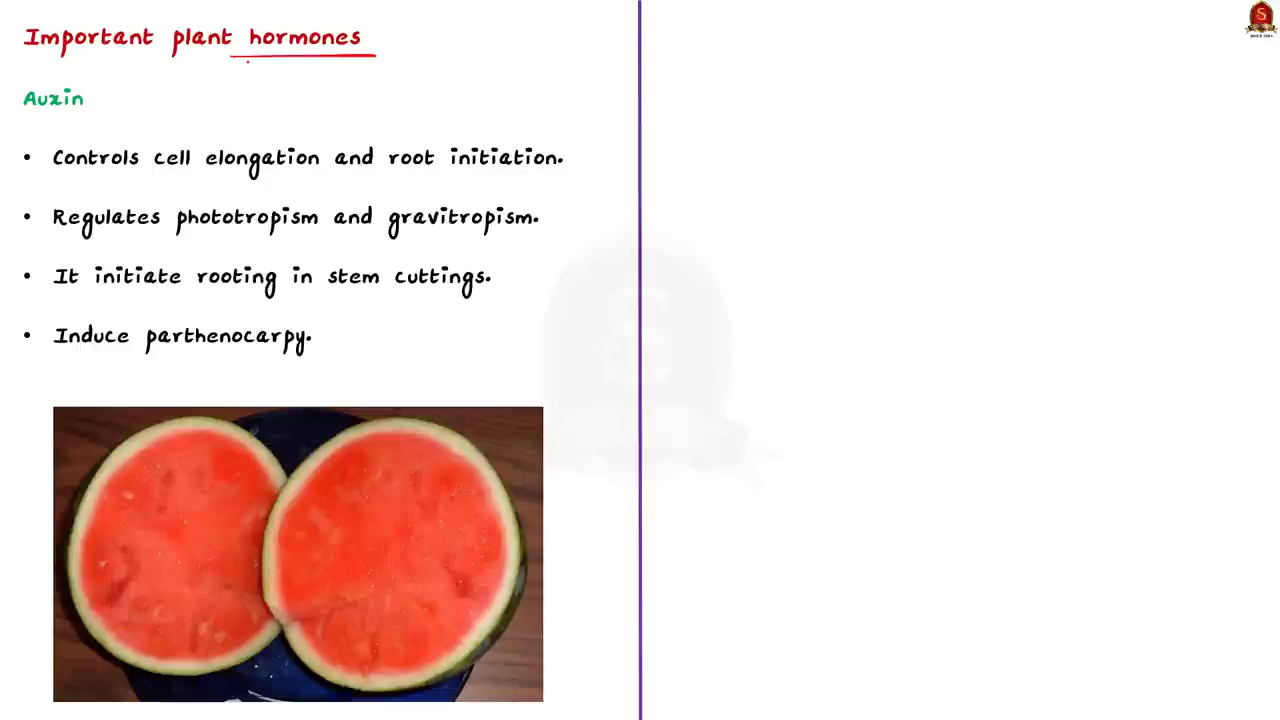 Important plant hormones
Auxin
• Controls cell elongation and root initiation.
• Regulates phototropism and gravitropism.
• It initiate rooting in stem cuttings.
• Induce parthenocarpy.
S